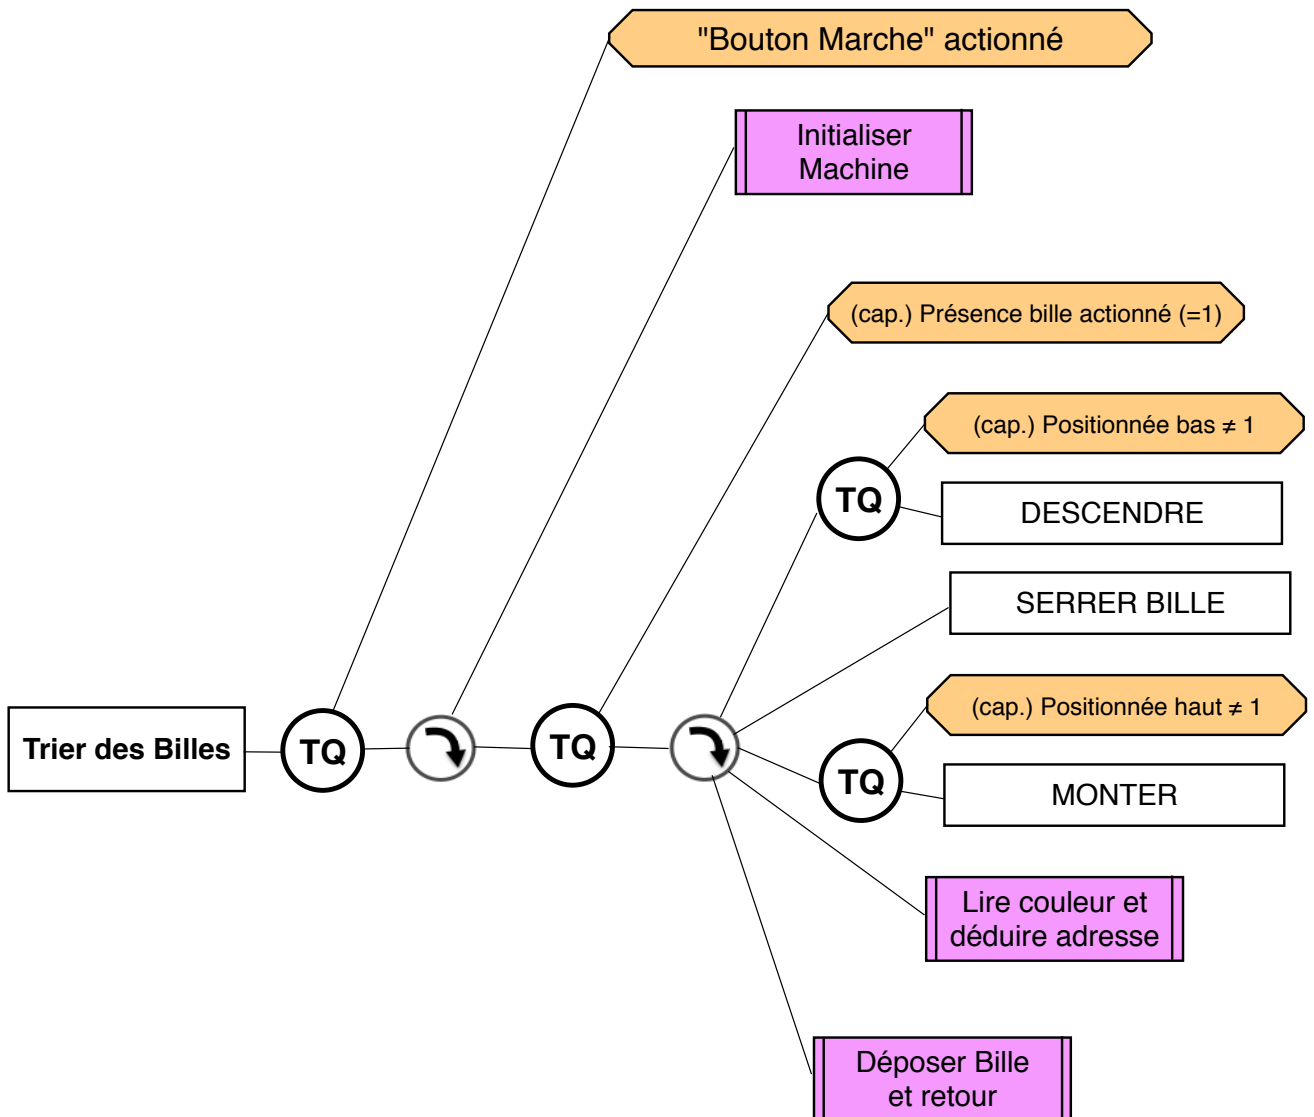 "Bouton Marche" actionné
Initialiser
Machine
(cap.) Présence bille actionné (=1)
(cap.) Positionnée bas ≠ 1
TQ
DESCENDRE
SERRER BILLE
(cap.) Positionnée haut ≠ 1
Trier des Billes
TQ
TQ
TQ
MONTER
Lire couleur et
déduire adresse
Déposer Bille
et retour